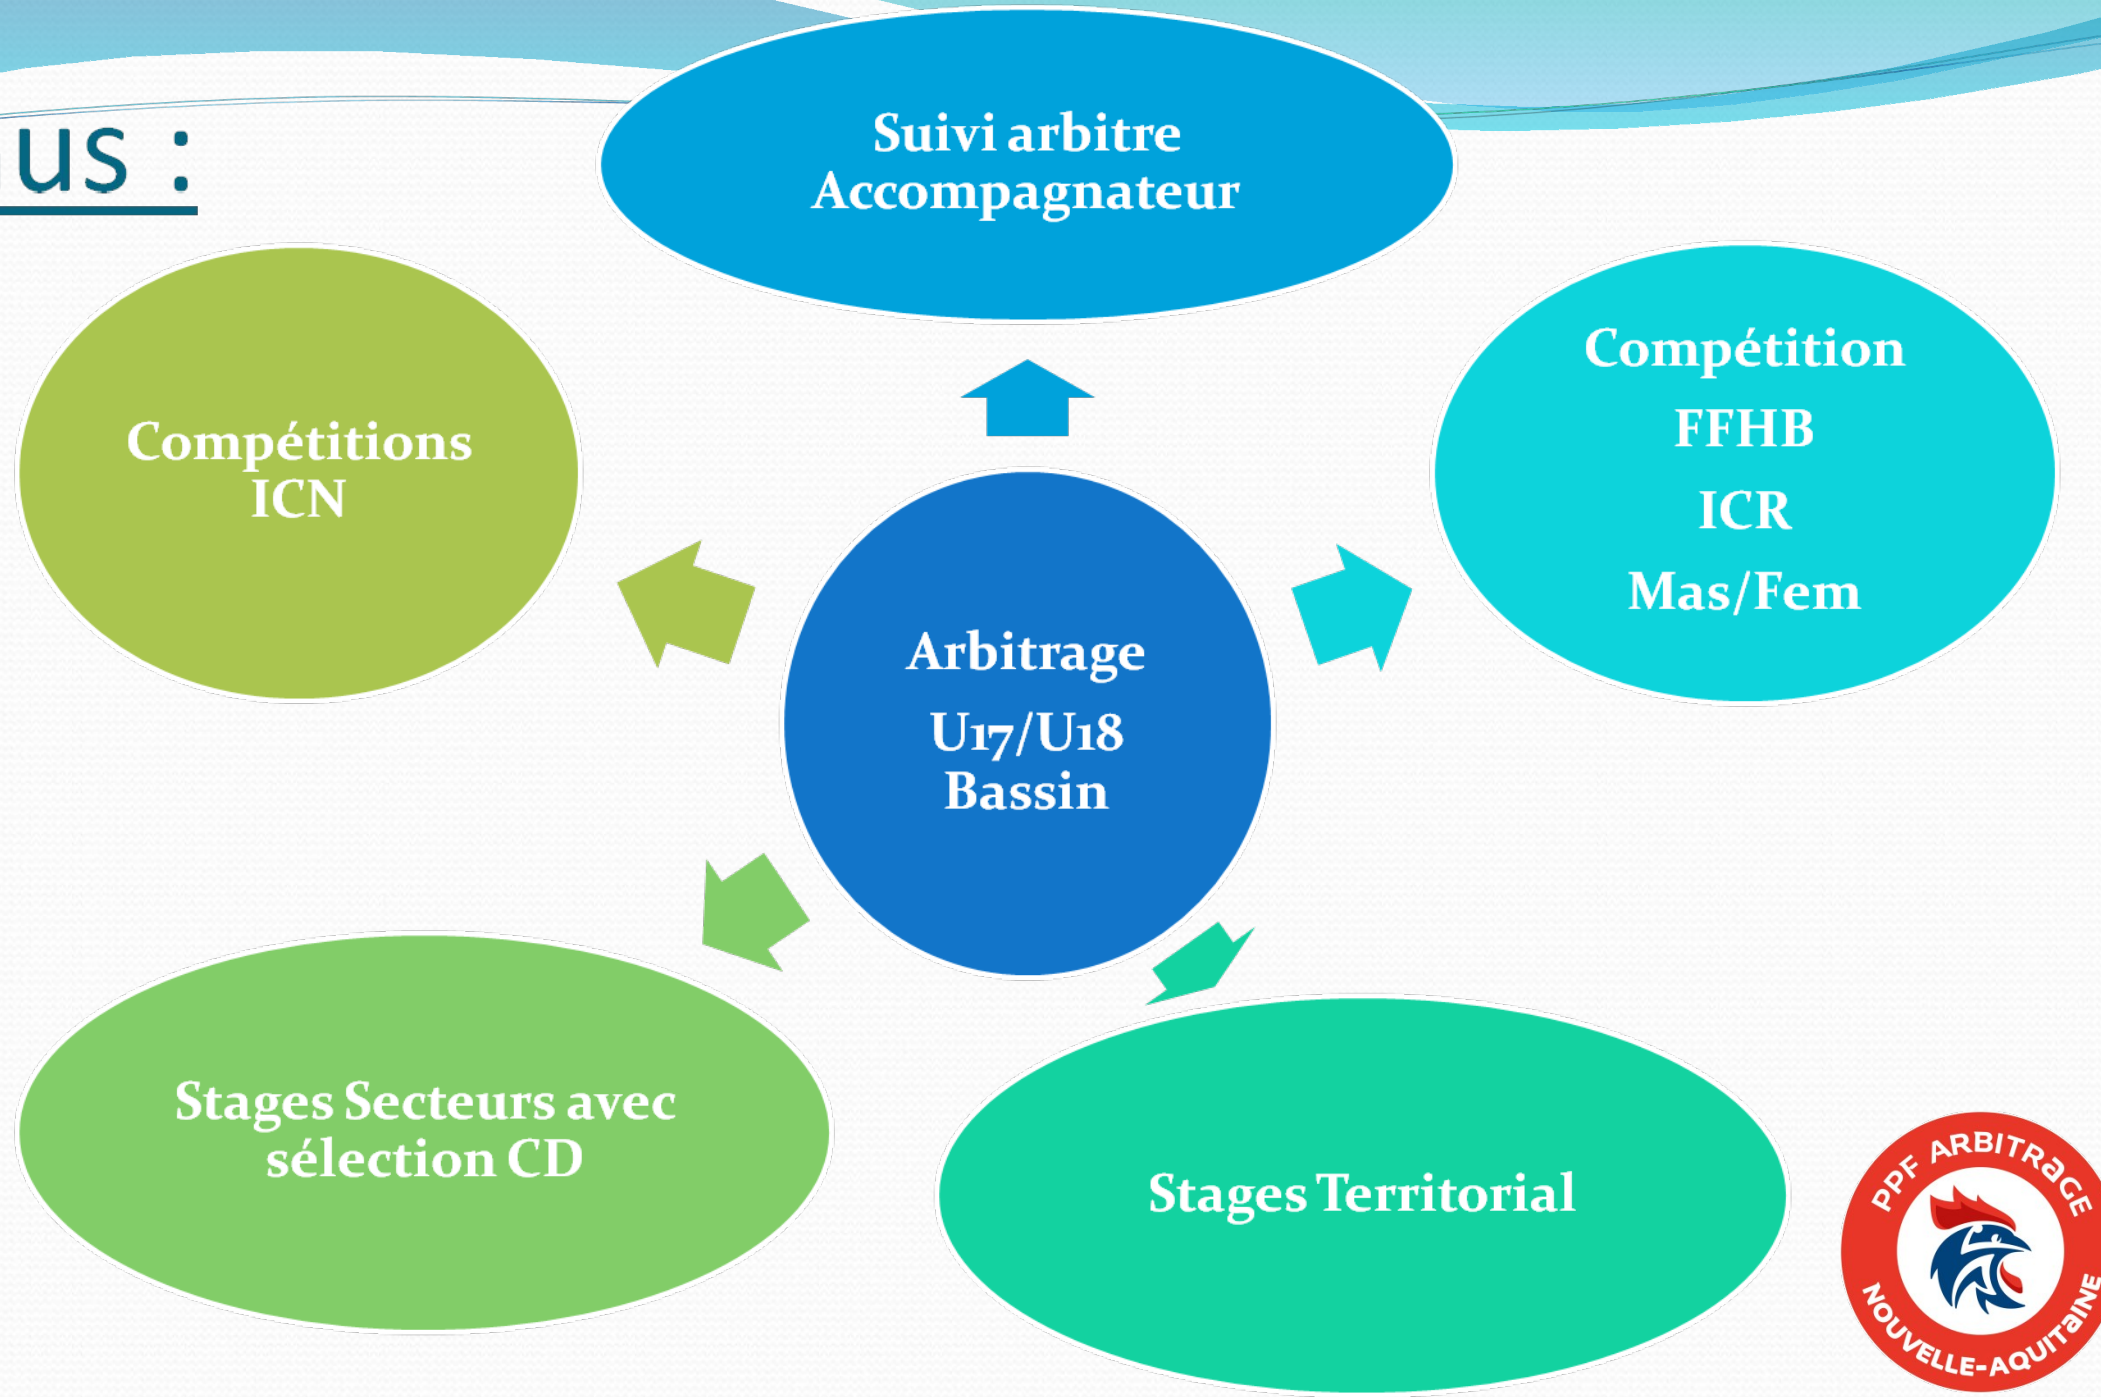 us :
Suivi arbitre
Accompagnateur
Compétition
FFHB
ICR
Mas/Fem
Compétitions
ICN
Arbitrage
U17/U18
Bassin
Stages Secteurs avec
sélection CD
Stages Territorial
PPF ARBITRaGE
NOUVELLE-AQUITaINE